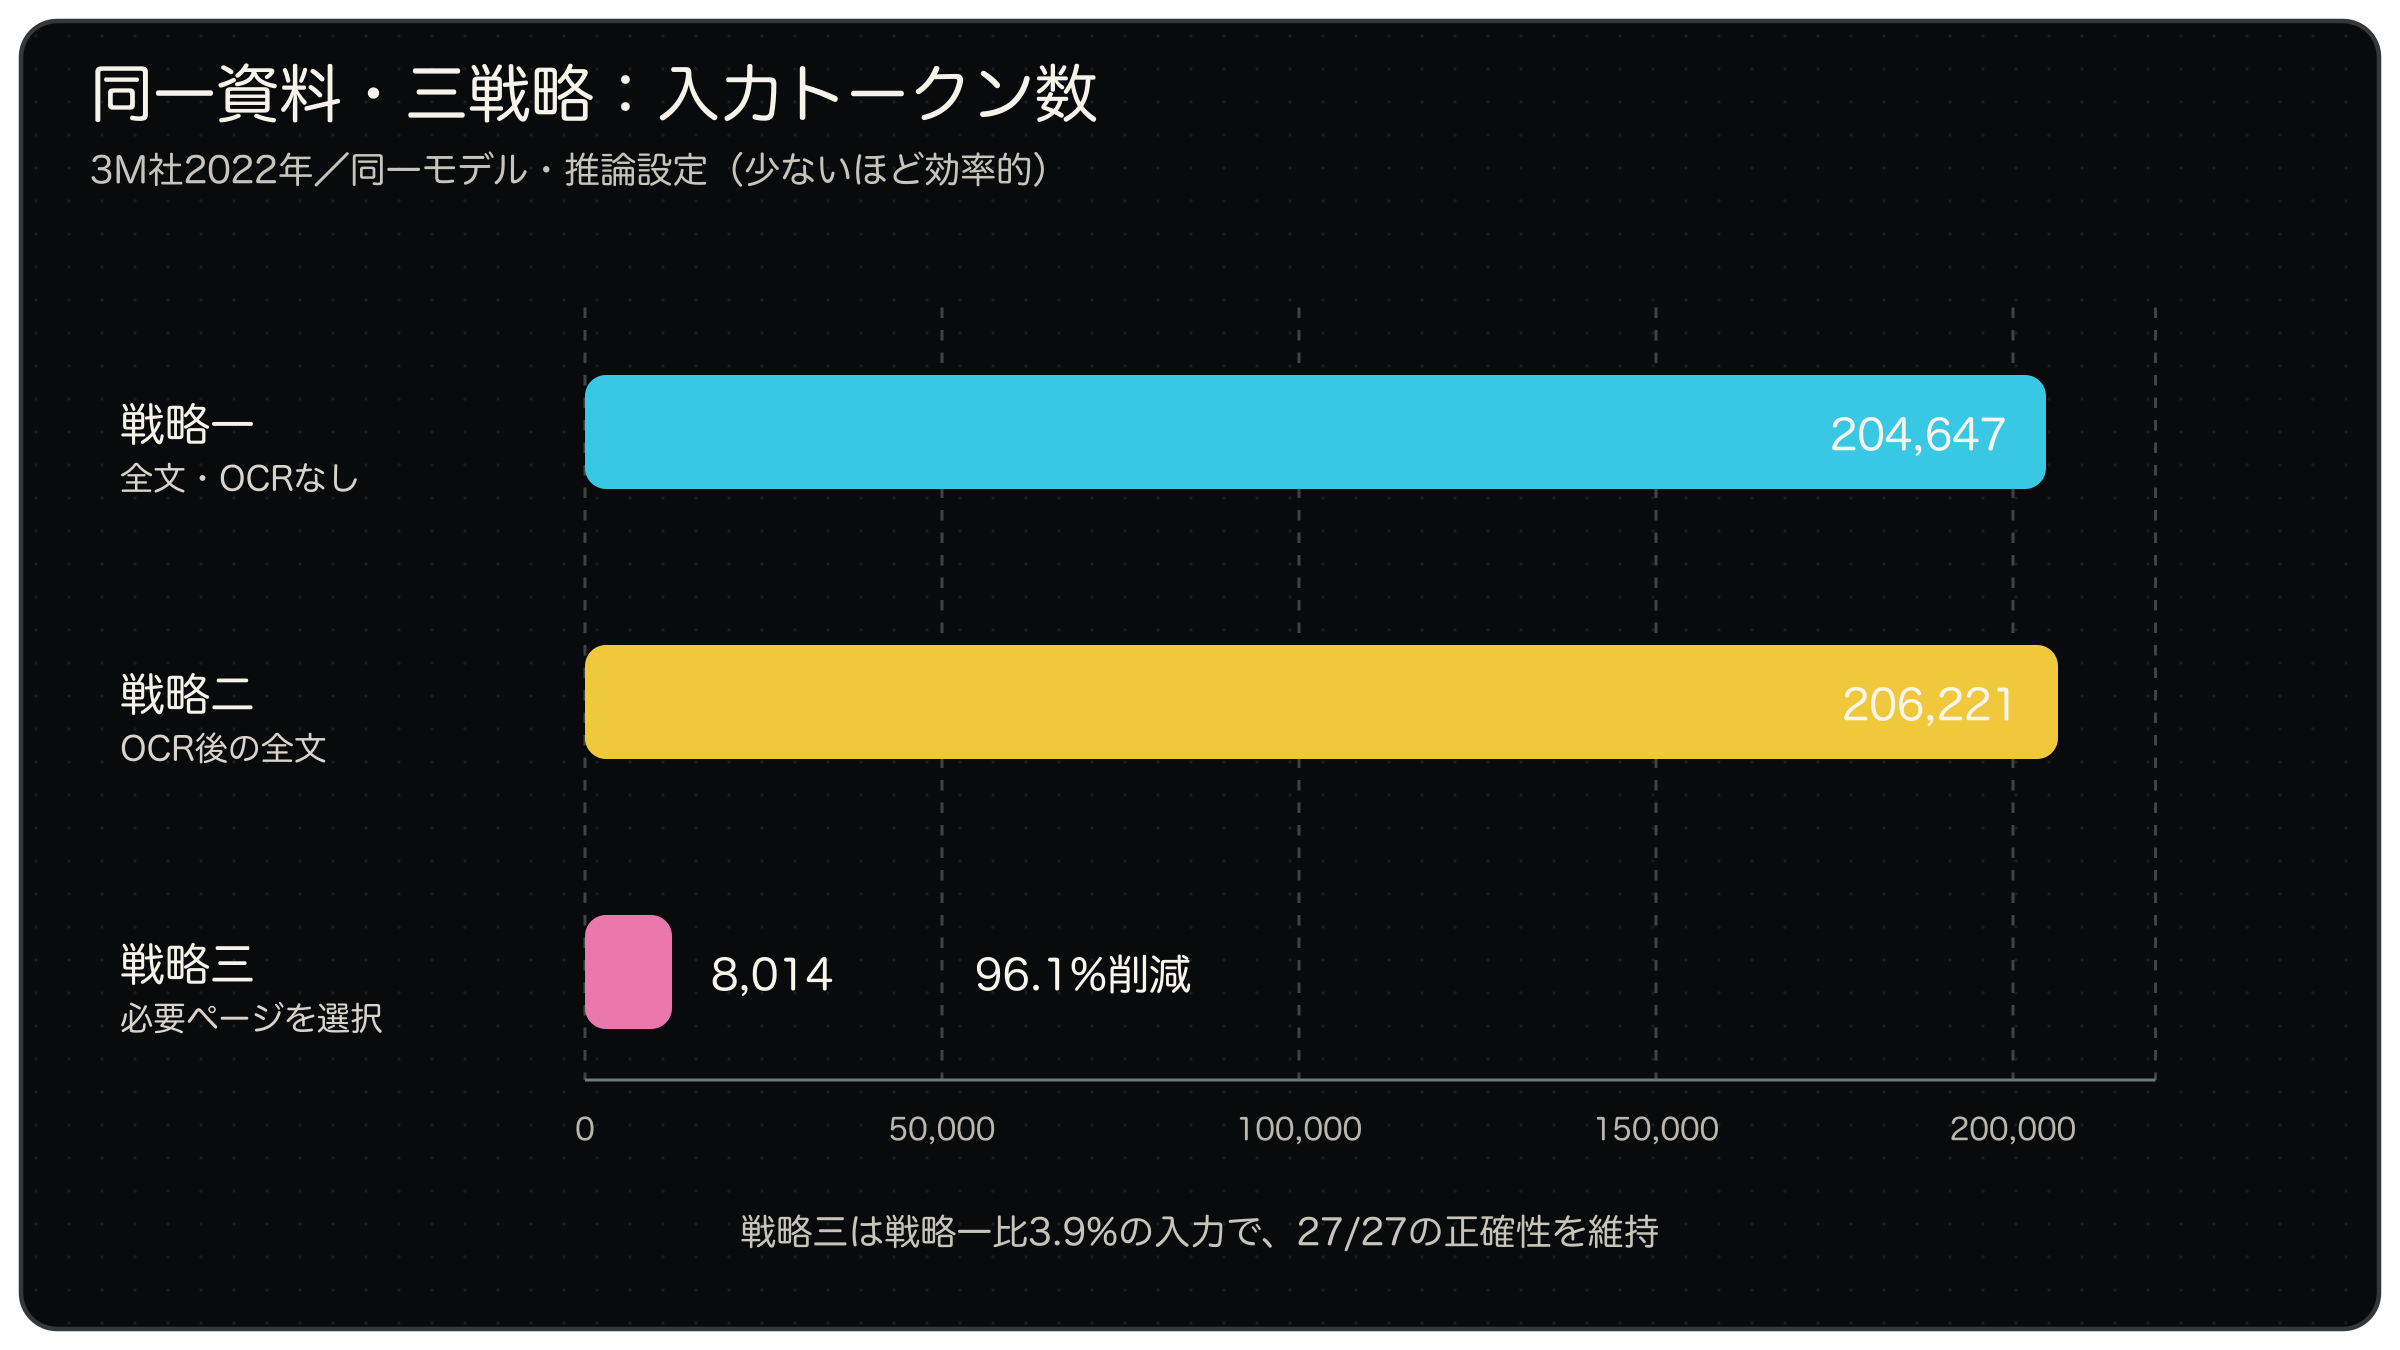 同一資料・三戦略：入力トークン数
3M社2022年／同一モデル・推論設定（少ないほど効率的）
戦略一
全文・OCRなし
204,647
戦略二
OCR後の全文
206,221
戦略三
必要ページを選択
8,014
96.1%削減
0
50,000
100,000
150,000
200,000
戦略三は戦略一比3.9%の入力で、27/27の正確性を維持